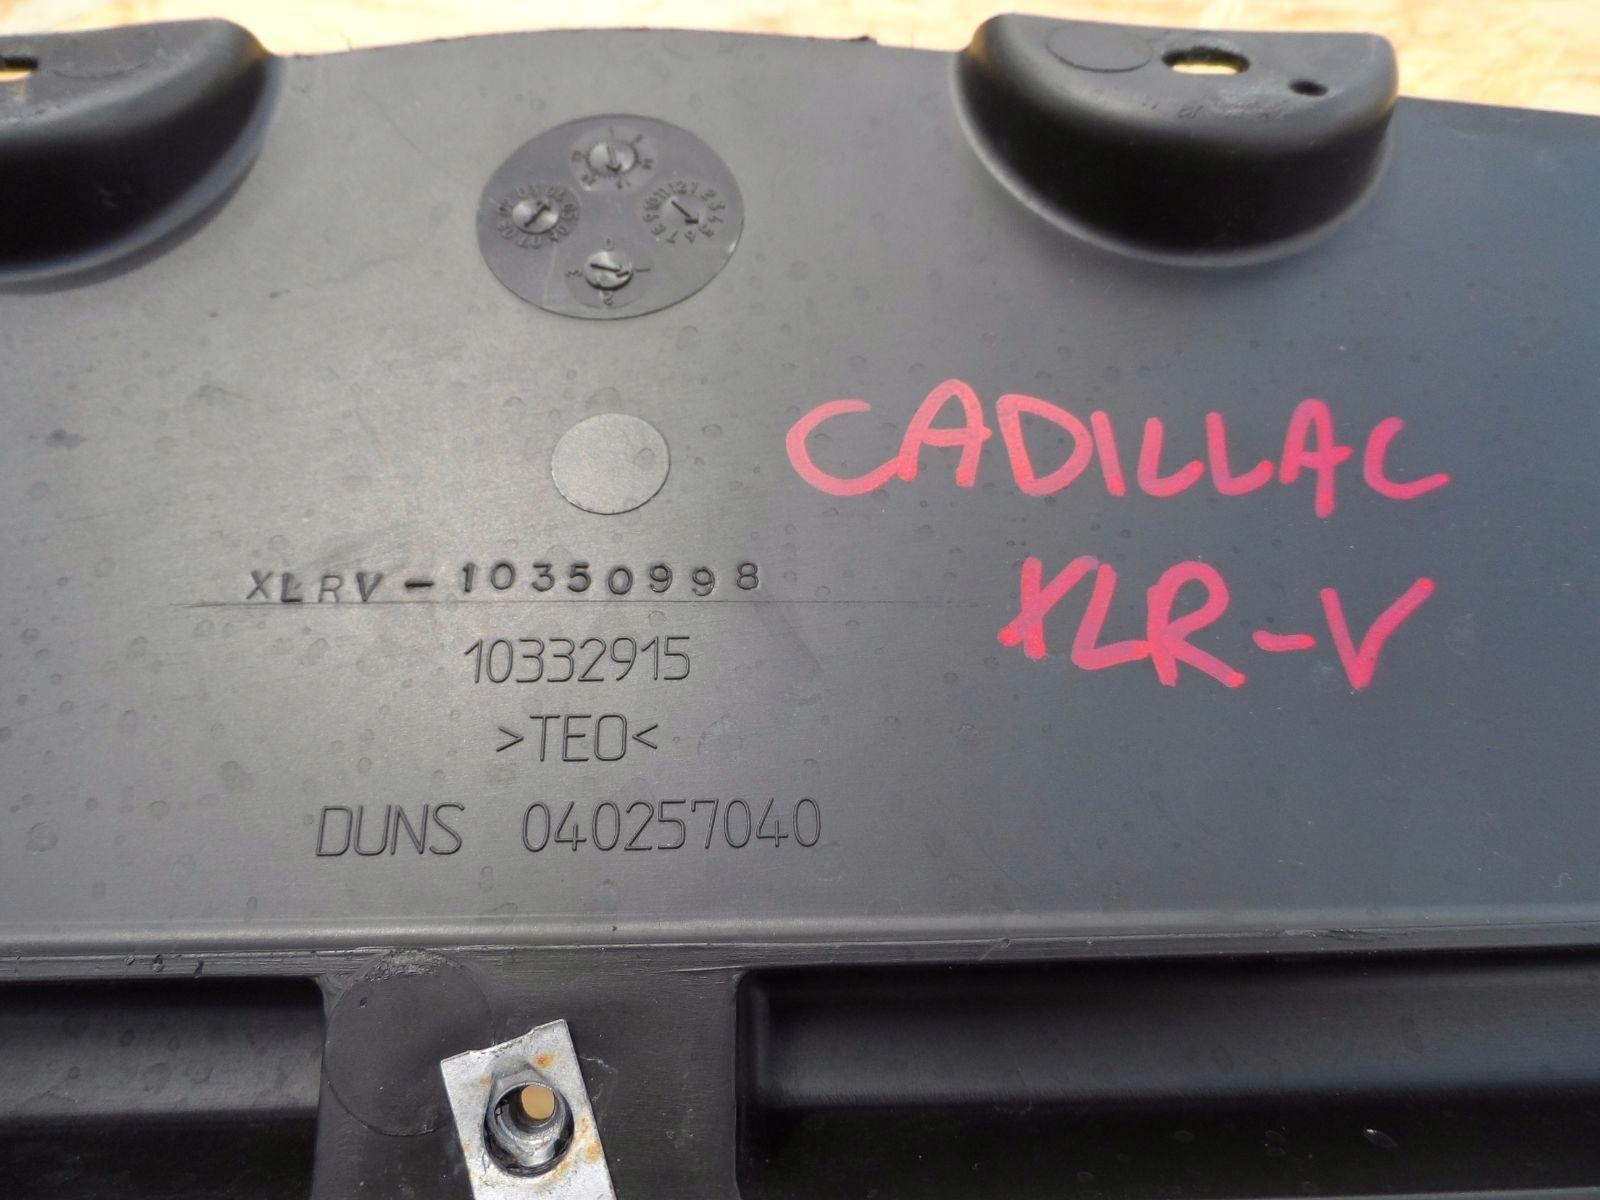 CADILLAC
XLR-V
XLRV-10350998
10332915
>TEO<
DUNS 040257040